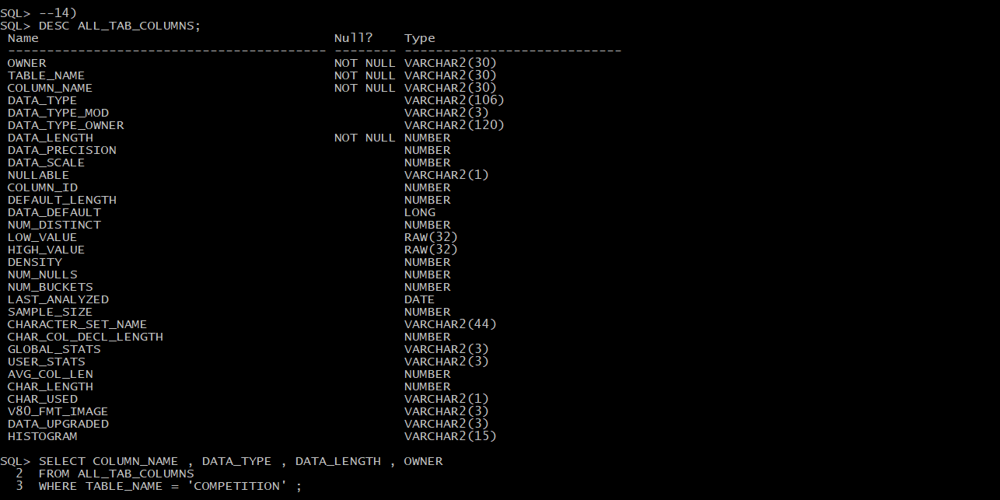 SQL> --14)
SQL> DESC ALL_TAB_COLUMNS;
 Name                                      Null?    Type
 ----------------------------------------- -------- ----------------------------
 OWNER                                     NOT NULL VARCHAR2(30)
 TABLE_NAME                                NOT NULL VARCHAR2(30)
 COLUMN_NAME                               NOT NULL VARCHAR2(30)
 DATA_TYPE                                          VARCHAR2(106)
 DATA_TYPE_MOD                                      VARCHAR2(3)
 DATA_TYPE_OWNER                                    VARCHAR2(120)
 DATA_LENGTH                               NOT NULL NUMBER
 DATA_PRECISION                                     NUMBER
 DATA_SCALE                                         NUMBER
 NULLABLE                                           VARCHAR2(1)
 COLUMN_ID                                          NUMBER
 DEFAULT_LENGTH                                     NUMBER
 DATA_DEFAULT                                       LONG
 NUM_DISTINCT                                       NUMBER
 LOW_VALUE                                          RAW(32)
 HIGH_VALUE                                         RAW(32)
 DENSITY                                            NUMBER
 NUM_NULLS                                          NUMBER
 NUM_BUCKETS                                        NUMBER
 LAST_ANALYZED                                      DATE
 SAMPLE_SIZE                                        NUMBER
 CHARACTER_SET_NAME                                 VARCHAR2(44)
 CHAR_COL_DECL_LENGTH                               NUMBER
 GLOBAL_STATS                                       VARCHAR2(3)
 USER_STATS                                         VARCHAR2(3)
 AVG_COL_LEN                                        NUMBER
 CHAR_LENGTH                                        NUMBER
 CHAR_USED                                          VARCHAR2(1)
 V80_FMT_IMAGE                                      VARCHAR2(3)
 DATA_UPGRADED                                      VARCHAR2(3)
 HISTOGRAM                                          VARCHAR2(15)
SQL> SELECT COLUMN_NAME , DATA_TYPE , DATA_LENGTH , OWNER
  2  FROM ALL_TAB_COLUMNS
  3  WHERE TABLE_NAME = 'COMPETITION' ;